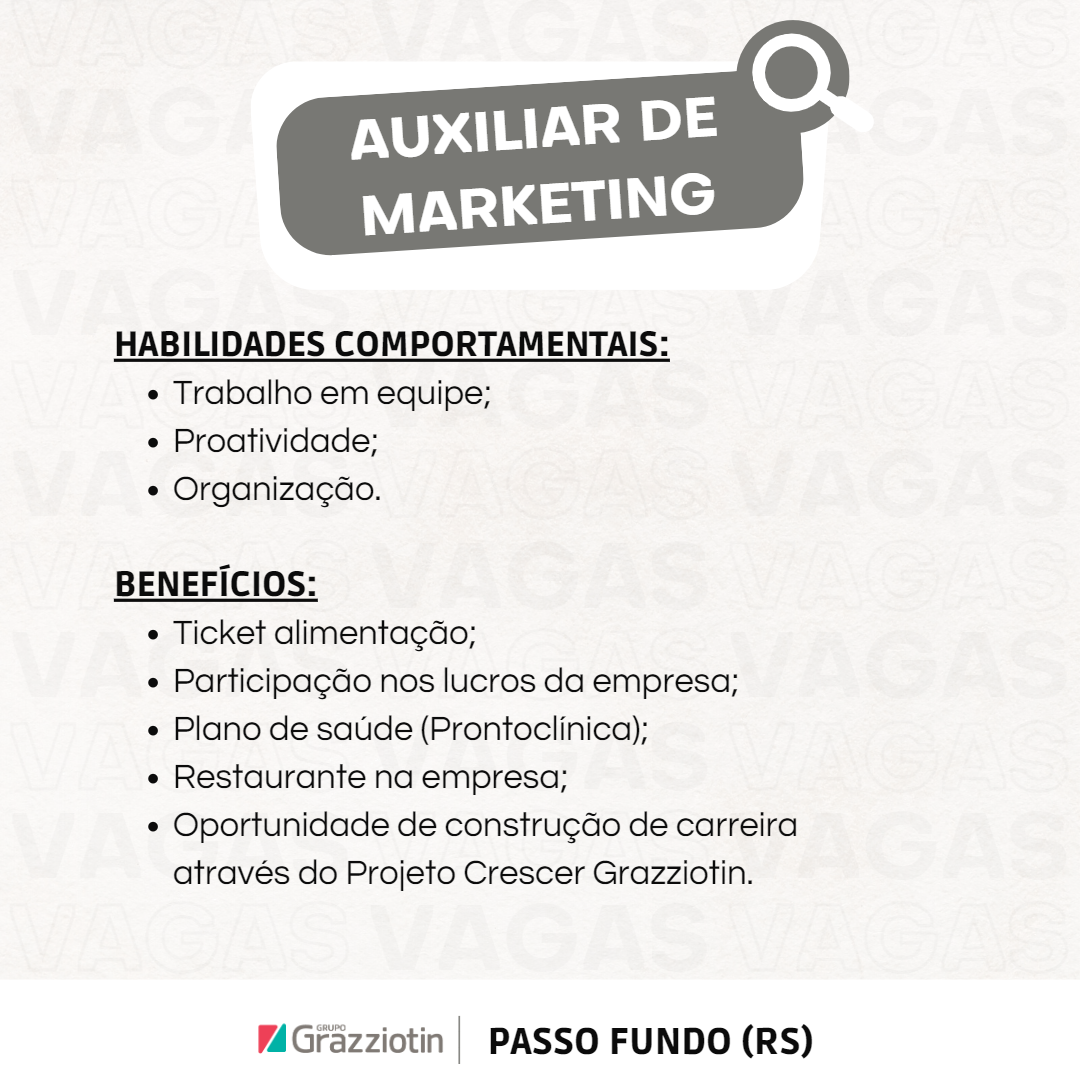 AUXILIAR DE
MARKETING
HABILIDADES COMPORTAMENTAIS:
• Trabalho em equipe;
• Proatividade;
• Organização.
BENEFÍCIOS:
• Ticket alimentação;
• Participação nos lucros da empresa;
• Plano de saúde (Prontoclínica);
• Restaurante na empresa;
• Oportunidade de construção de carreira
através do Projeto Crescer Grazziotin.
GRUPO
Grazziotin
PASSO FUNDO (RS)
VAGAS